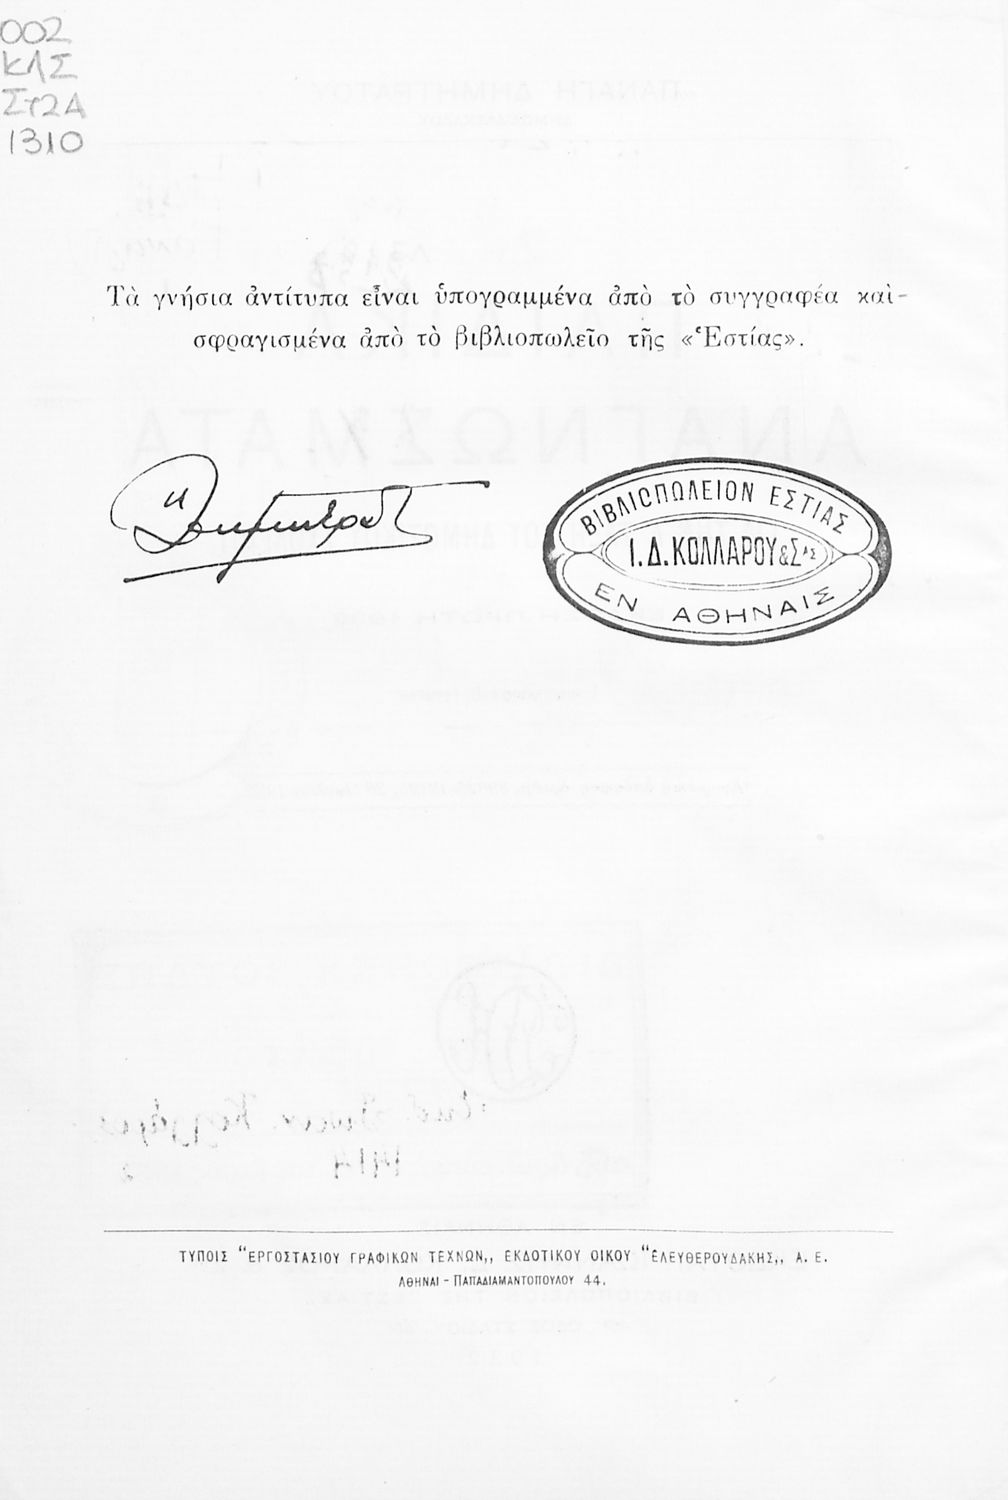 002
ΚΛΣ
ΣΤ2Α
1310
Τὰ γνήσια ἀντίτυπα εἶναι ὑπογραμμένα ἀπὸ τὸ συγγραφέα καὶ-
σφραγισμένα ἀπὸ τὸ βιβλιοπωλεῖο τῆς «Ἑστίας».
ΒΙΒΛΙΟΠΩΛΕΙΟΝ ΕΣΤΙΑΣ
Ι.Δ.ΚΟΛΛΑΡΟΥ&ΣΑΣ
ΕΝ ΑΘΗΝΑΙΣ
ΤΥΠΟΙΣ "ΕΡΓΟΣΤΑΣΙΟΥ ΓΡΑΦΙΚΩΝ ΤΕΧΝΩΝ,, ΕΚΔΟΤΙΚΟΥ ΟΙΚΟΥ "ΕΛΕΥΘΕΡΟΥΔΑΚΗΣ,, Α. Ε.
ΑΘΗΝΑΙ - ΠΑΠΑΔΙΑΜΑΝΤΟΠΟΥΛΟΥ 44.